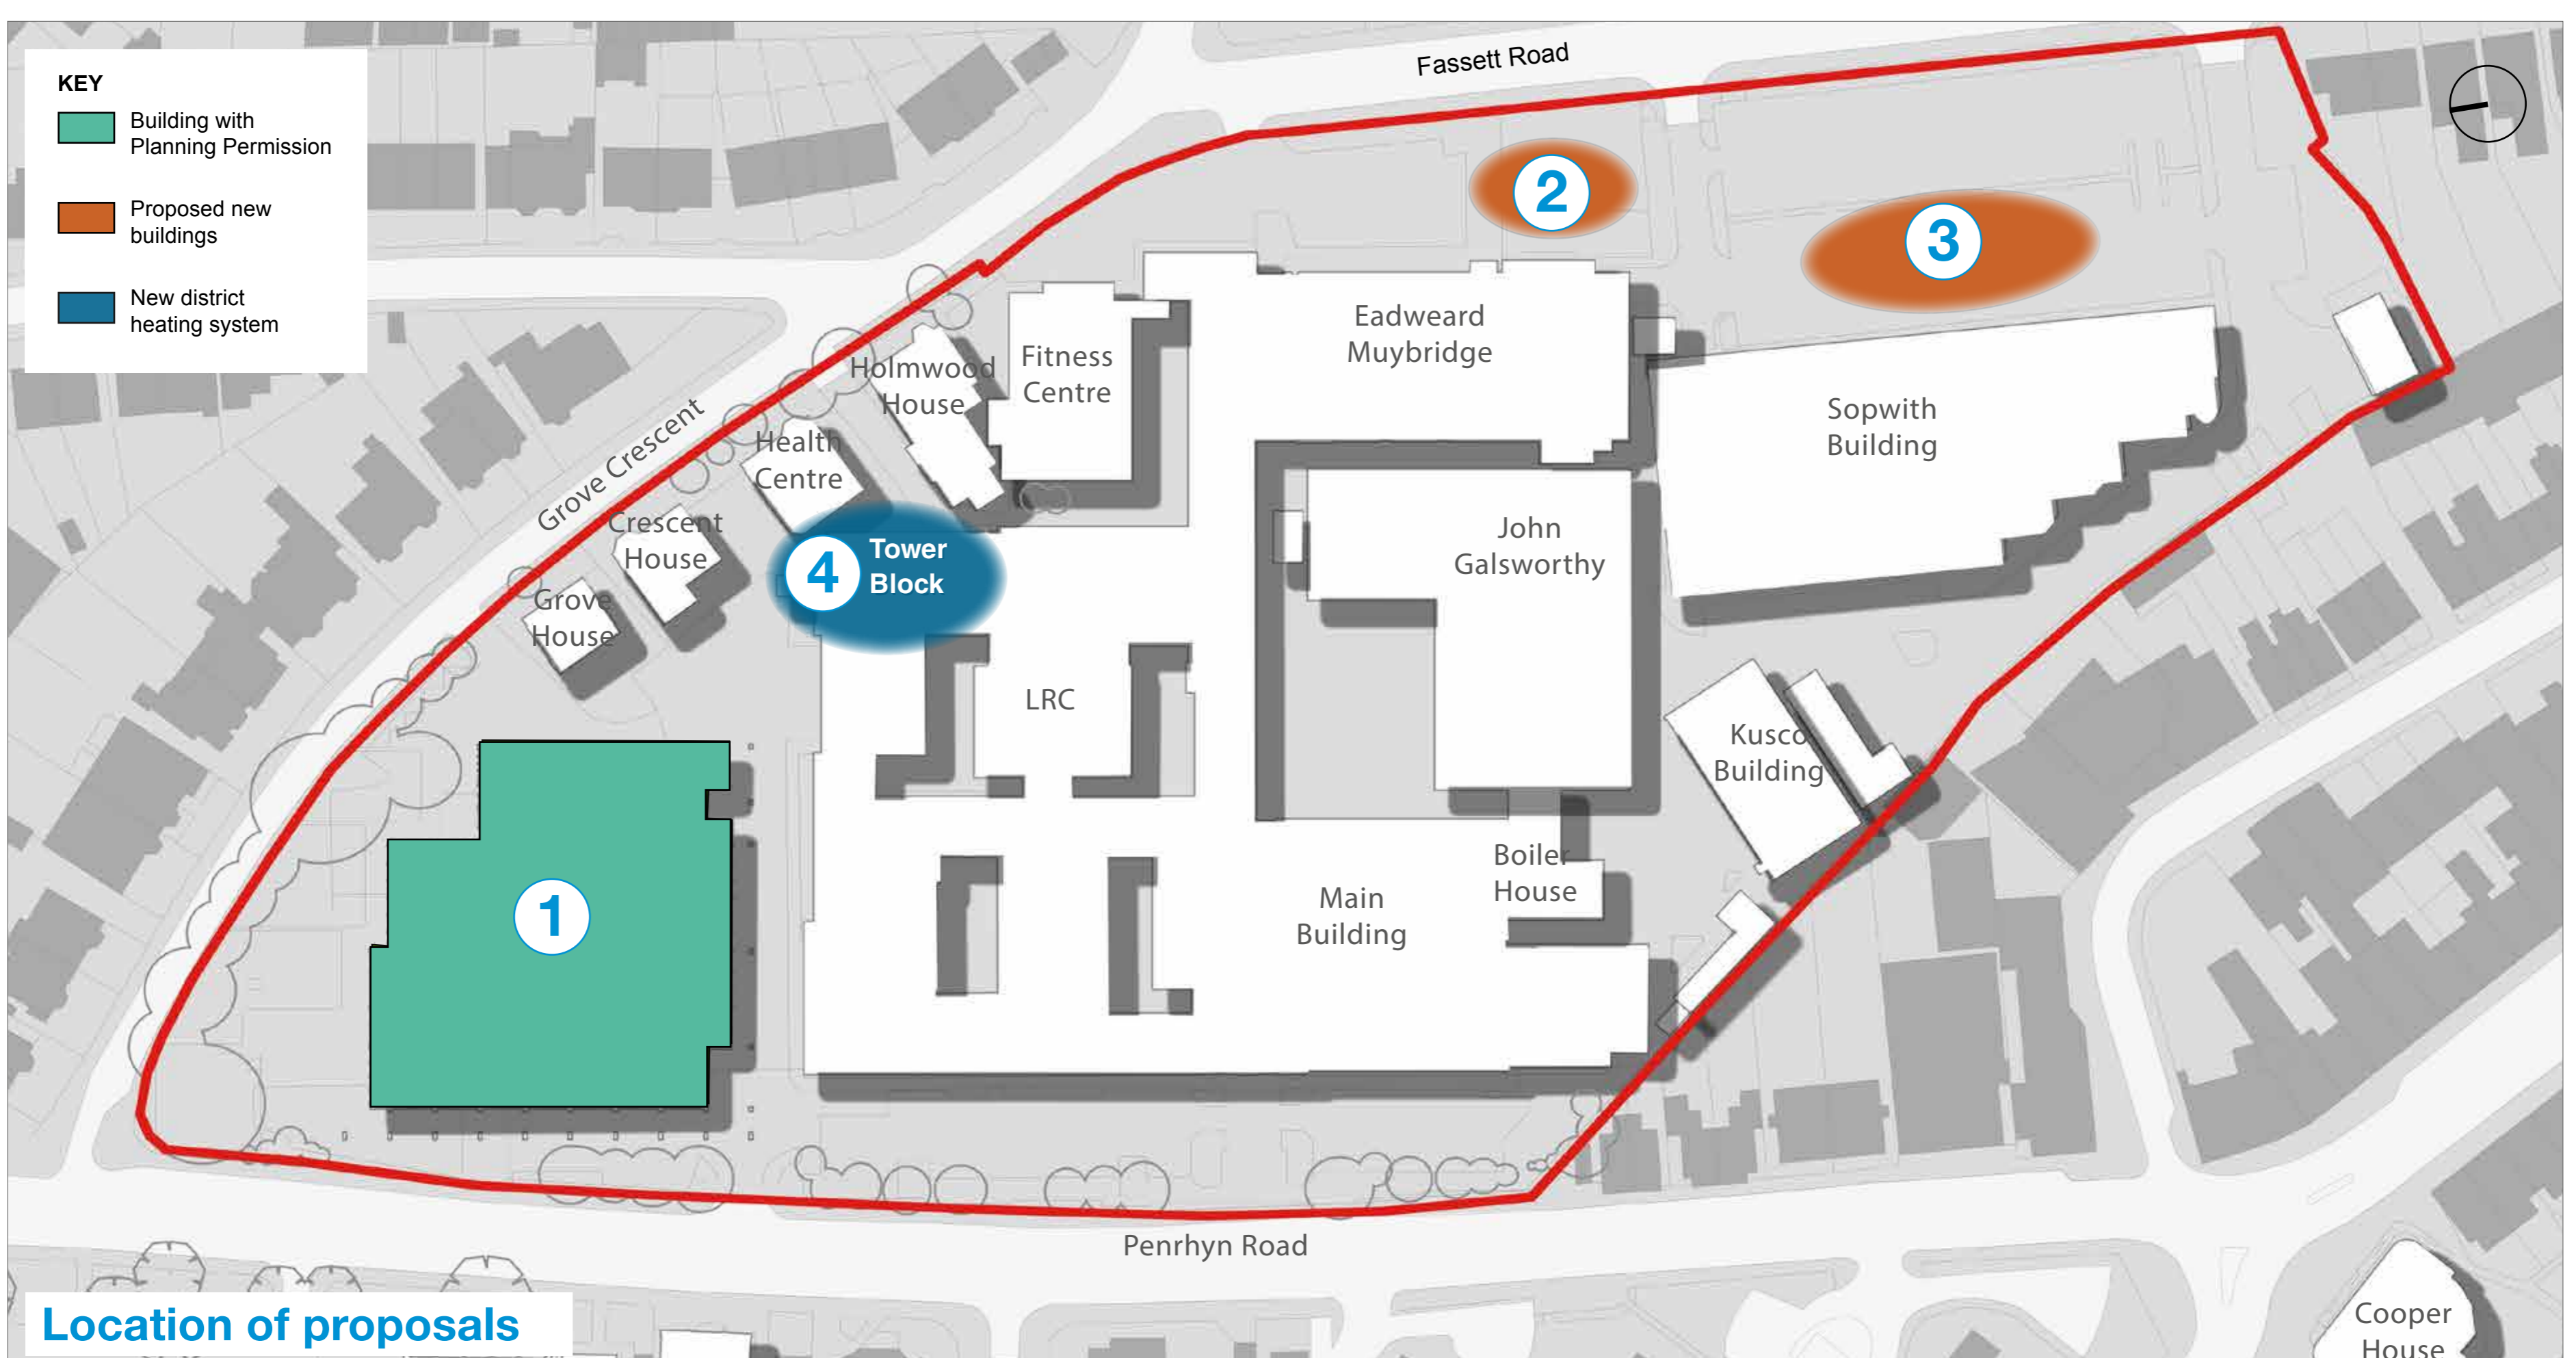 KEY
Building with
Planning Permission
Proposed new
buildings
New district
heating system
Fassett Road
2
3
Grove Crescent
Holmwood
House
Fitness
Centre
Eadweard
Muybridge
Sopwith
Building
Health
Centre
Crescent
House
4
Tower
Block
John
Galsworthy
Grove
House
LRC
Kusco
Building
1
Boiler
House
Main
Building
Penrhyn Road
Location of proposals
Cooper
House